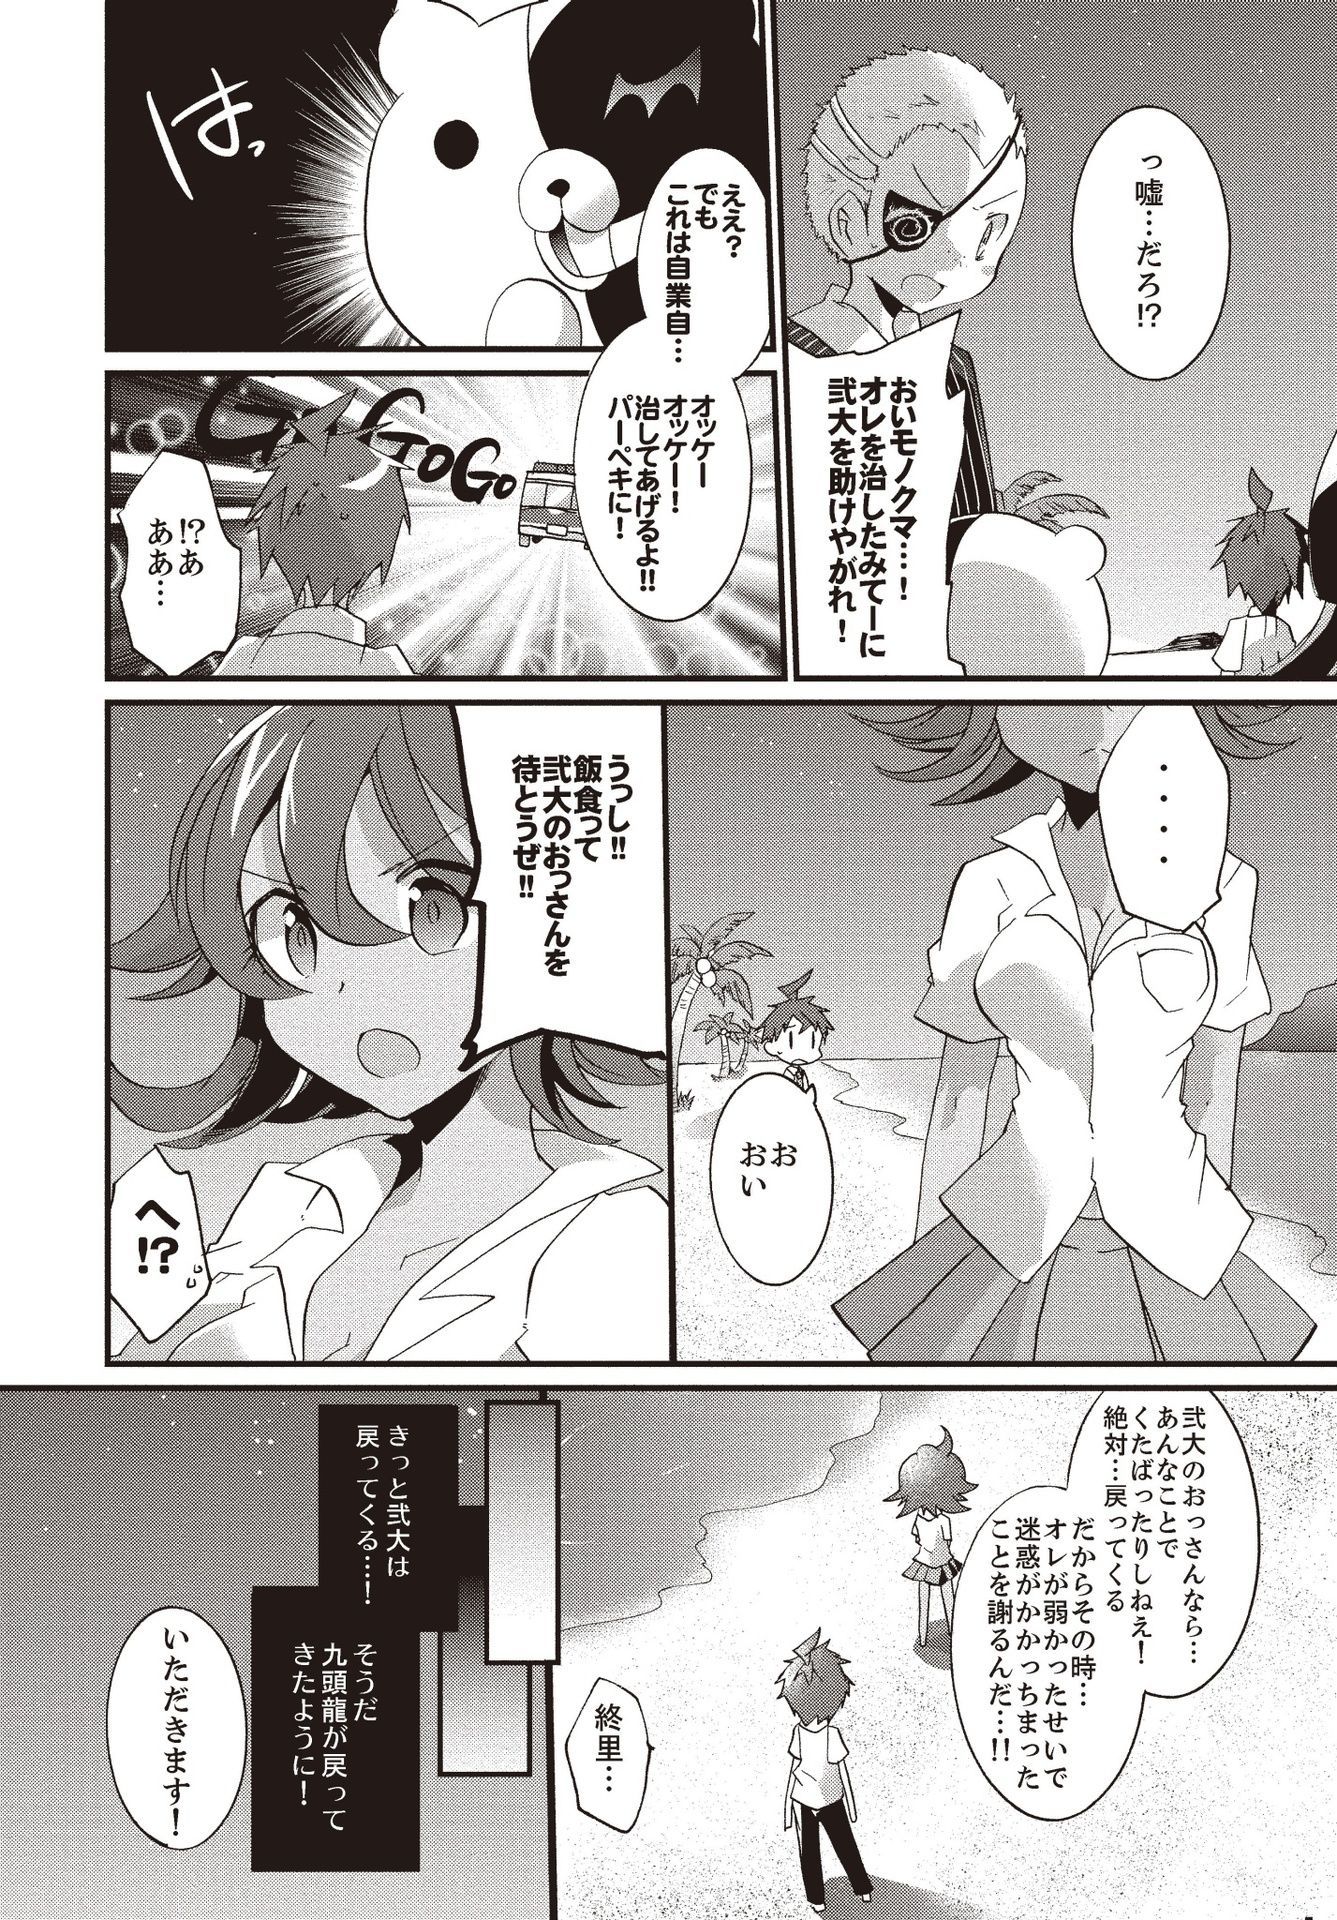 っ嘘…だろ!?
おいモノクマ…！
オレを治したみてーに
弐大を助けやがれ！
はっ
ええ？
でも
これは自業自…
オッケー
オッケー！
治してあげるよ!!
パーペキに！
GoGoGoGo
!?あ
ああ…
・・・・
おおい
うっし!!
飯食って
弐大のおっさんを
待とうぜ!!
へ!?
弐大のおっさんなら…
あんなことで
くたばったりしねえ！
絶対…戻ってくる
だからその時…
オレが弱かったせいで
迷惑がかかっちまった
ことを謝るんだ…!!
終里…
きっと弐大は
戻ってくる…！
そうだ
九頭龍が戻って
きたように！
いただきます！